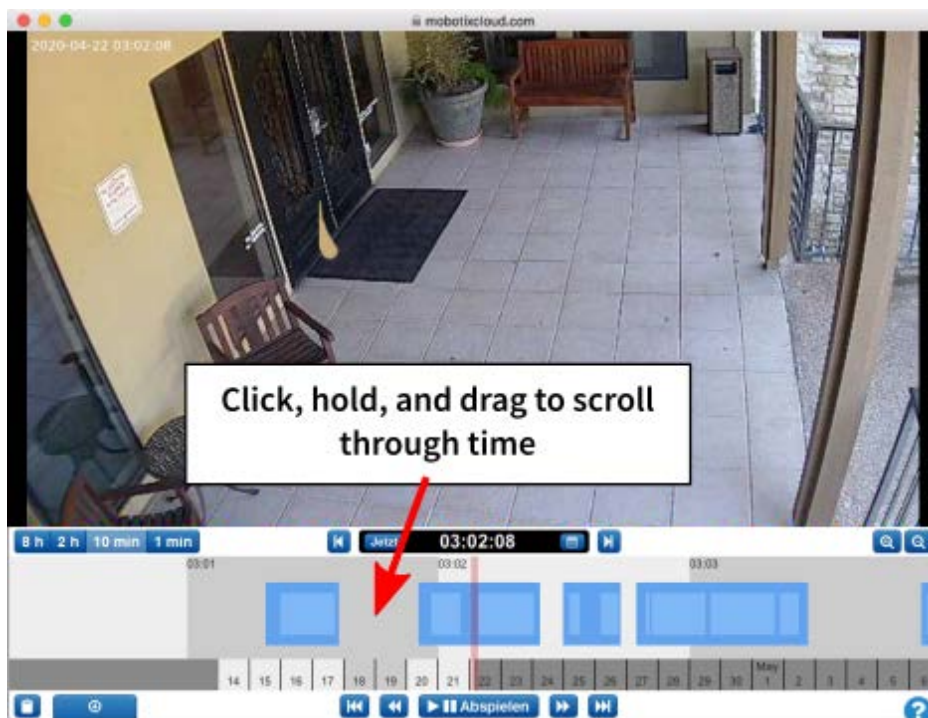 mobotixcloud.com
2020-04-22 03:02:08
Click, hold, and drag to scroll
through time
8 h 2 h 10 min 1 min Jetzt 03:02:08
03:01 03:02 03:03
May
14 15 16 17 18 19 20 21 22 23 24 25 26 27 28 29 30 1 2 3 4 5 6
Abspielen
?